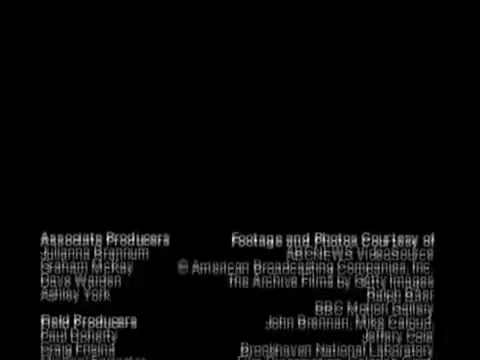 Associate Producers
Julianna Brannum
Graham McKay
Dave Walden
Ashley York
Field Producers
Paul Doherty
Craig
Footage and Photos Courtesy of
ABCNEWS Videosource
© American Broadcasting Companies, Inc.
The Archive Films by Getty Images
Ralph Baer
BBC Motion Gallery
John Brennan, Mike Caloud,
Jeffery Cole
Brookhaven National Laboratory